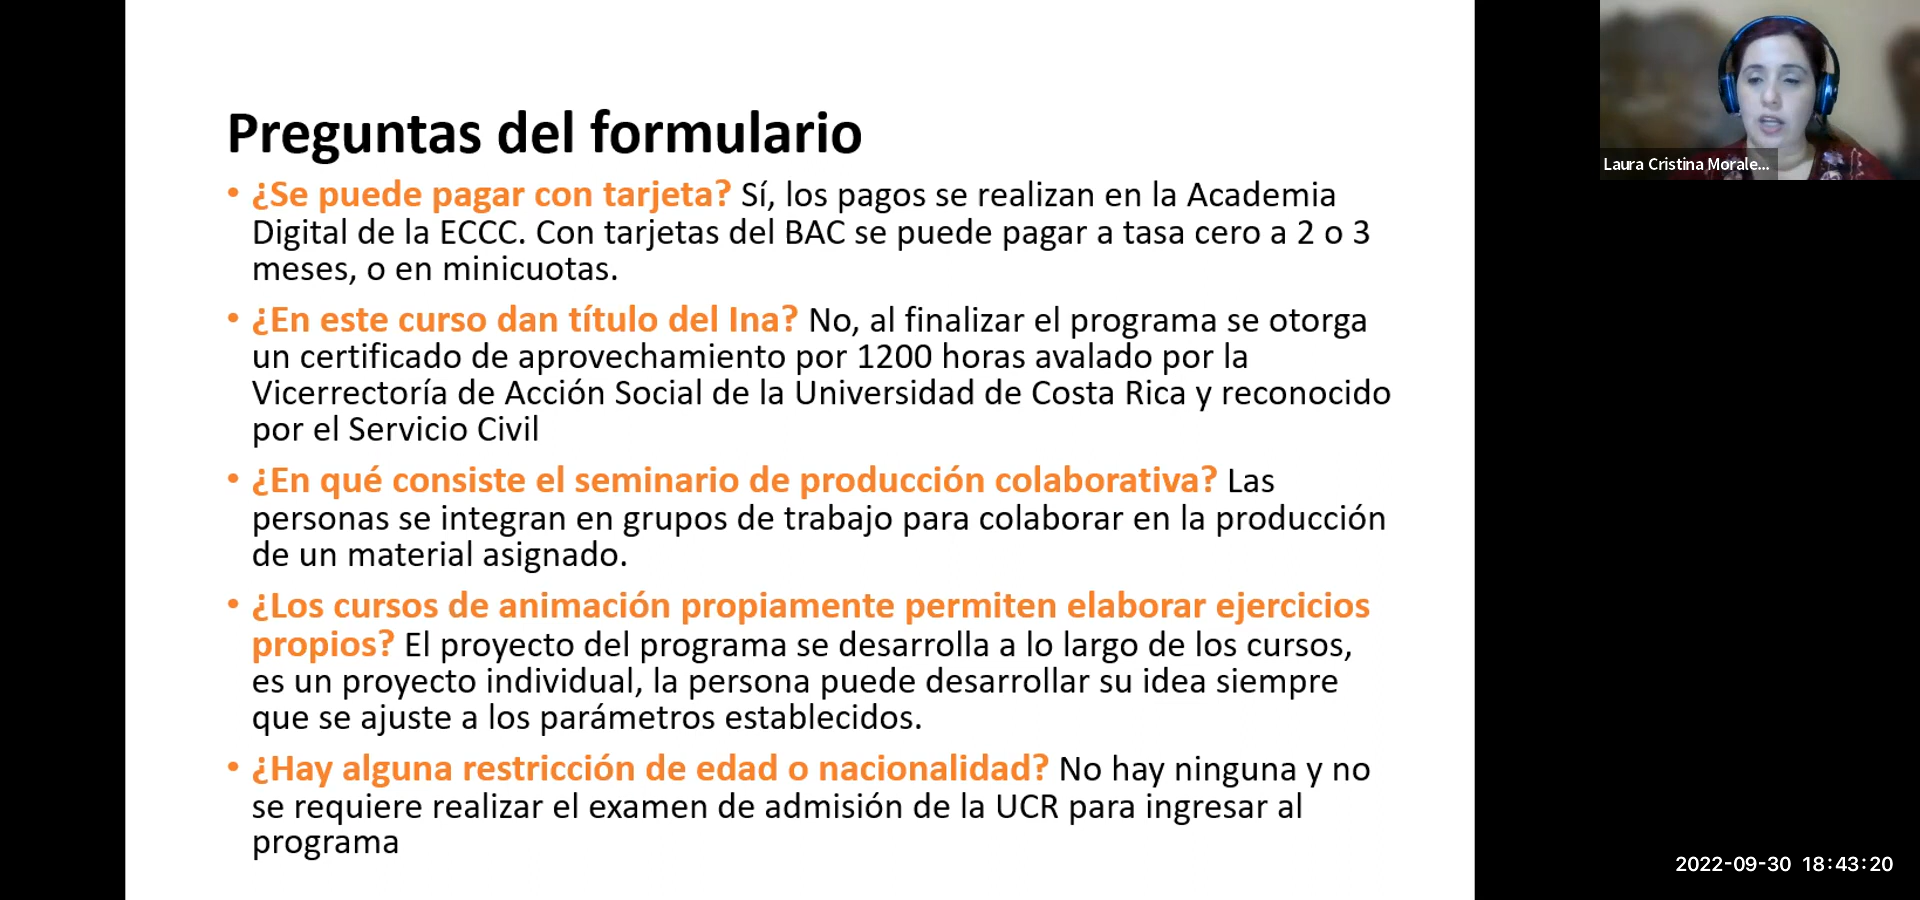 Preguntas del formulario
• ¿Se puede pagar con tarjeta? Sí, los pagos se realizan en la Academia
Digital de la ECCC. Con tarjetas del BAC se puede pagar a tasa cero a 2 o 3
meses, o en minicuotas.
• ¿En este curso dan título del Ina? No, al finalizar el programa se otorga
un certificado de aprovechamiento por 1200 horas avalado por la
Vicerrectoría de Acción Social de la Universidad de Costa Rica y reconocido
por el Servicio Civil
• ¿En qué consiste el seminario de producción colaborativa? Las
personas se integran en grupos de trabajo para colaborar en la producción
de un material asignado.
• ¿Los cursos de animación propiamente permiten elaborar ejercicios
propios? El proyecto del programa se desarrolla a lo largo de los cursos,
es un proyecto individual, la persona puede desarrollar su idea siempre
que se ajuste a los parámetros establecidos.
• ¿Hay alguna restricción de edad o nacionalidad? No hay ninguna y no
se requiere realizar el examen de admisión de la UCR para ingresar al
programa
Laura Cristina Morale...
2022-09-30 18:43:20